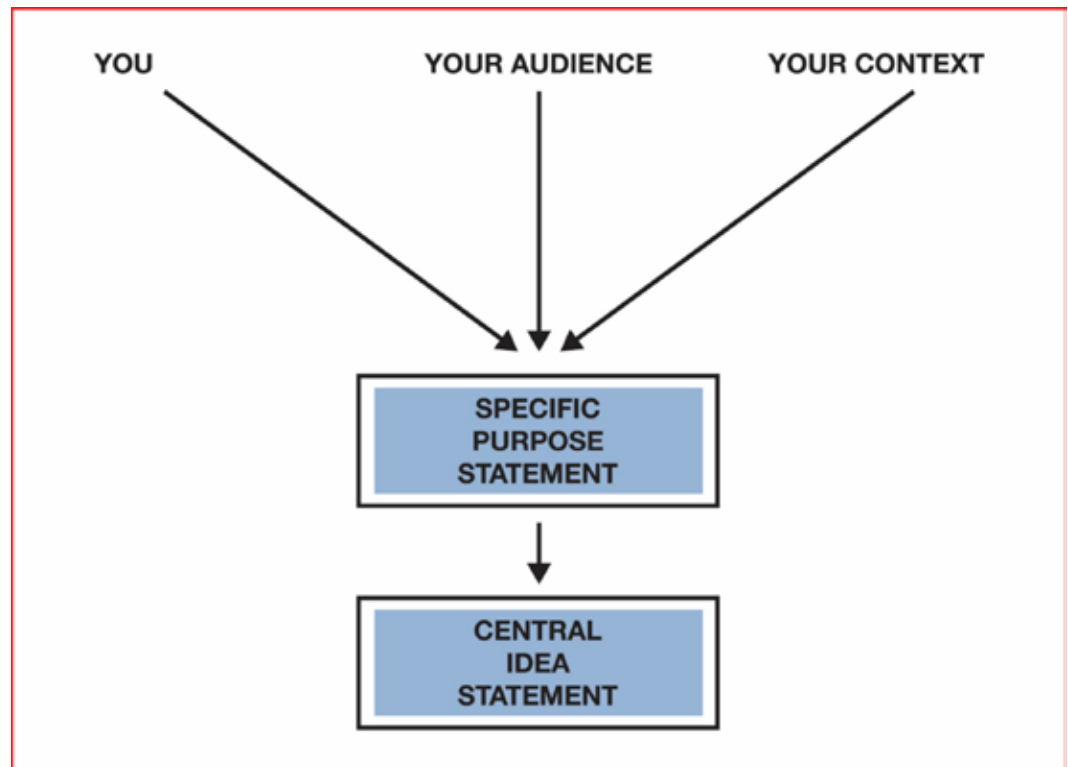 YOU
YOUR AUDIENCE
YOUR CONTEXT
SPECIFIC
PURPOSE
STATEMENT
CENTRAL
IDEA
STATEMENT